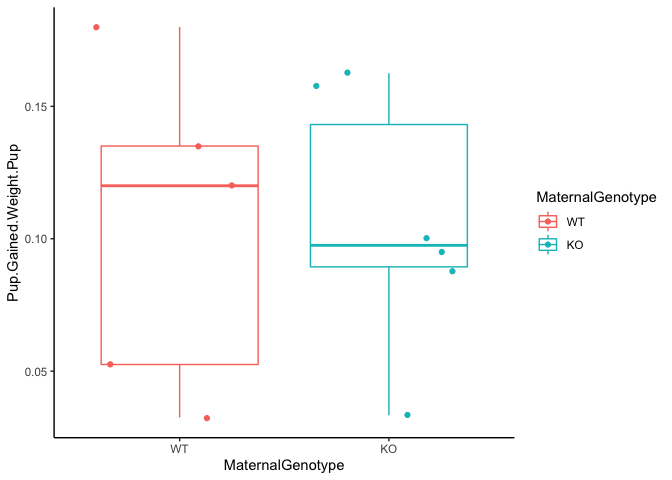 Pup.Gained.Weight.Pup
0.15
0.10
0.05
WT
KO
MaternalGenotype
MaternalGenotype
WT
KO